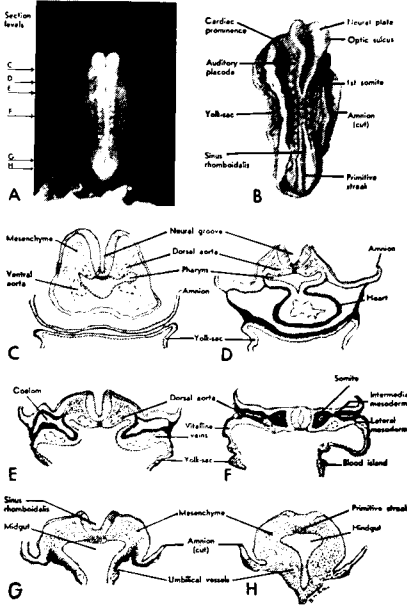 Section
levels
C
D
E
F
G
H
A
Cardiac
prominence
Auditory
placoda
Yolk-sac
Sinus
rhomboidalis
Neural plate
Optic sulcus
1st somite
Amnion
(cut)
Primitive
streak
B
Mesenchyme
Ventral
aorta
Neural groove
Dorsal aorta
Pharynx
Amnion
Yolk-sac
Amnion
Heart
C
D
Coelom
Dorsal aorta
Vitelline
veins
Yolk-sac
Somite
Intermedia
mesoderm
Lateral
mesoderm
Blood island
E
F
Sinus
rhomboidalis
Midgut
Mesenchyme
Amnion
(cut)
Umbilical vessels
Primitive streak
Hindgut
G
H